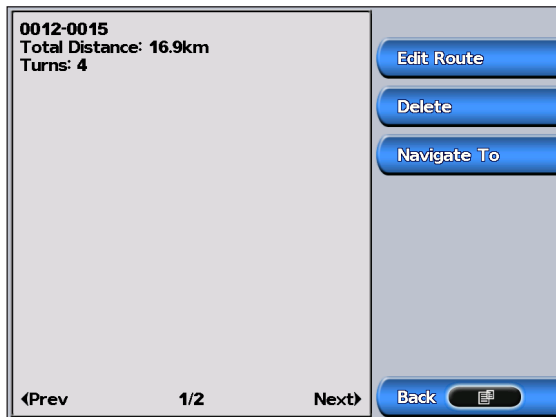 0012-0015
Total Distance: 16.9km
Turns: 4
Edit Route
Delete
Navigate To
Prev 1/2 Next
Back